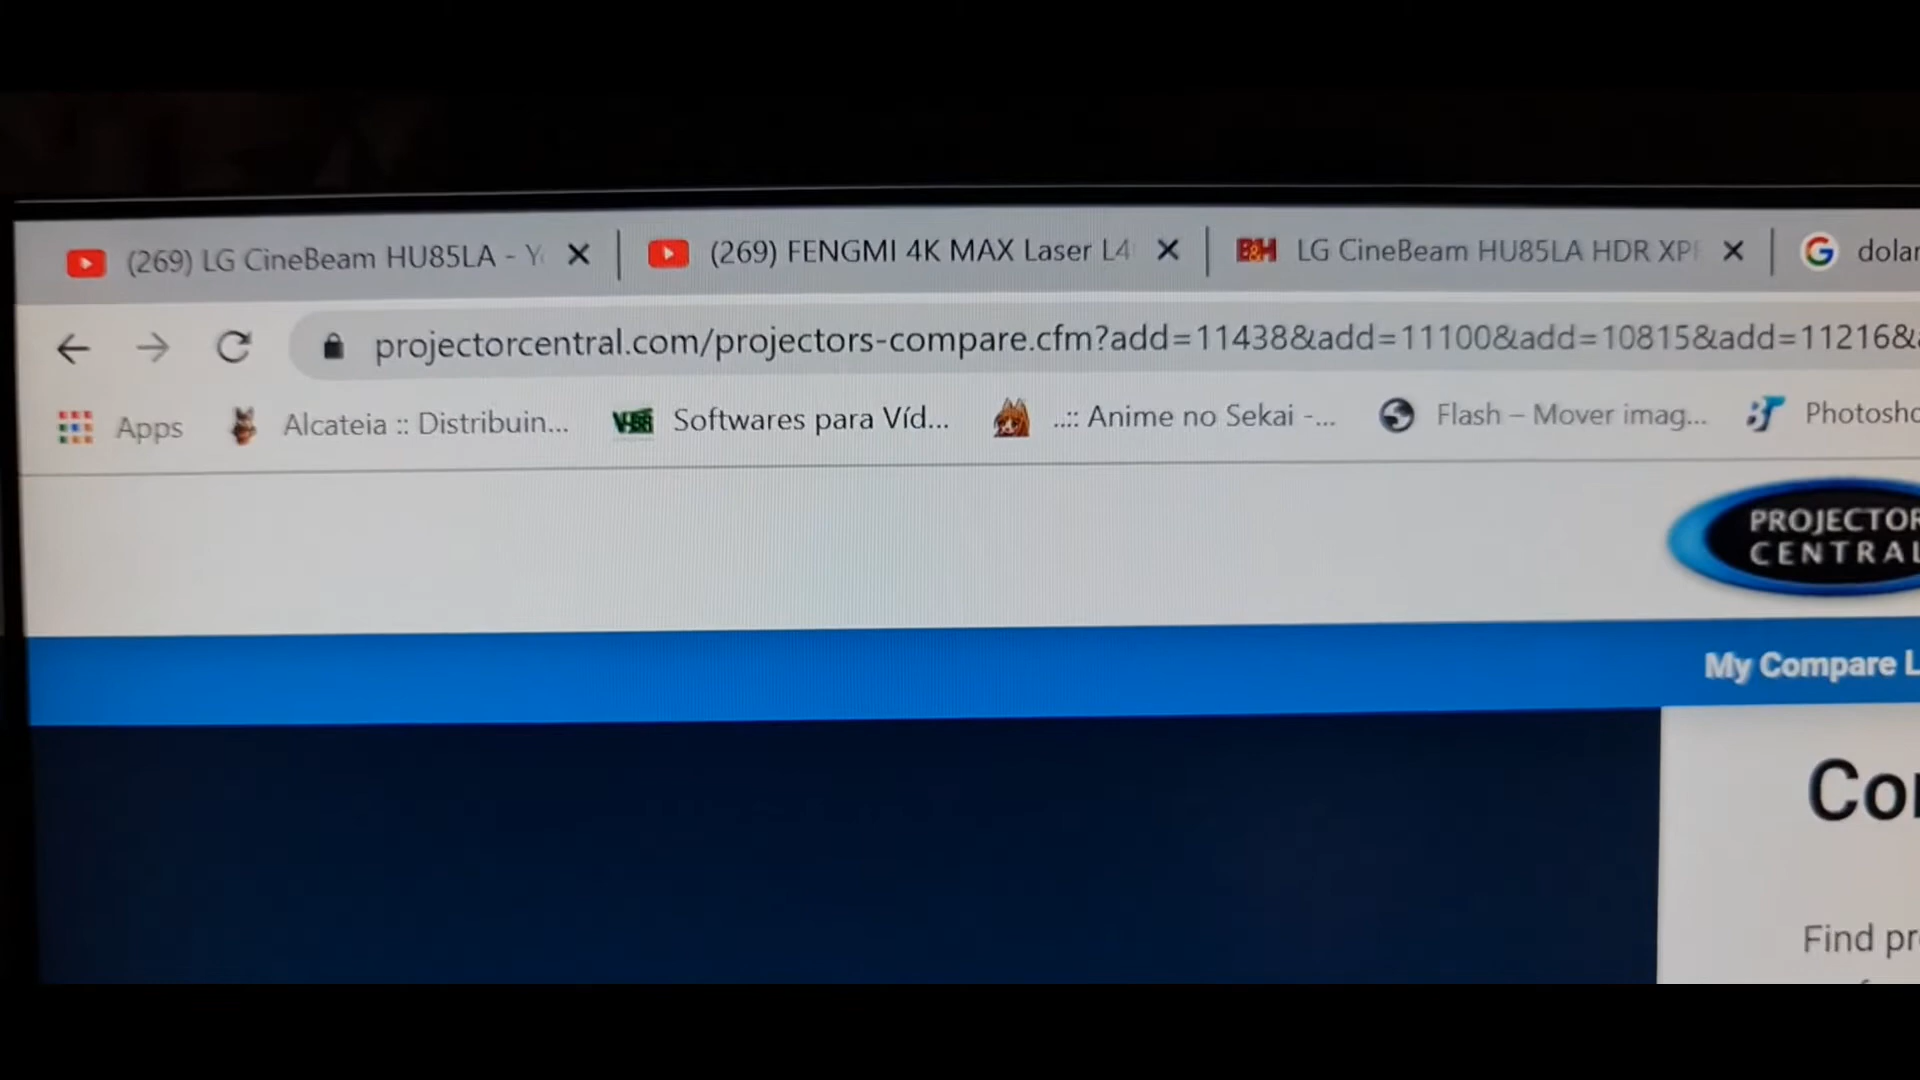 (269) LG CineBeam HU85LA - Y
(269) FENGMI 4K MAX Laser L4
B&H
LG CineBeam HU85LA HDR XPR
dolar
projectorcentral.com/projectors-compare.cfm?add=11438&add=11100&add=10815&add=11216&
Apps
Alcateia :: Distribuin...
Softwares para Víd...
..:: Anime no Sekai -...
Flash – Mover imag...
Photosho
PROJECTOR
CENTRAL
My Compare L
Co
Find pr